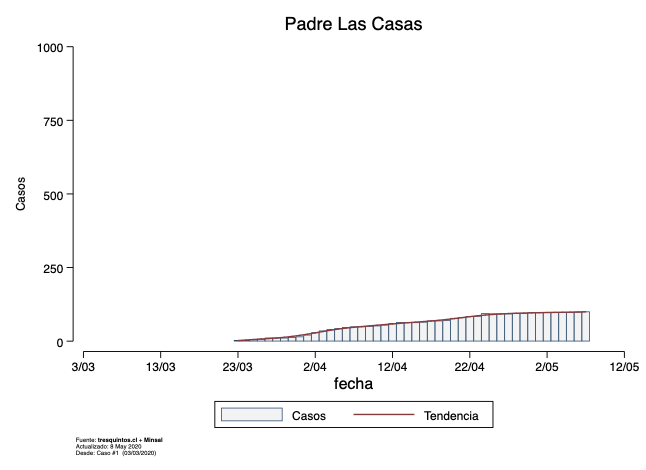 Padre Las Casas
1000
750
500
250
0
Casos
3/03 13/03 23/03 2/04 12/04 22/04 2/05 12/05
fecha
Casos Tendencia
Fuente: tresquintos.cl + Minsal
Actualizado: 8 May 2020
Desde: Caso #1 (03/03/2020)